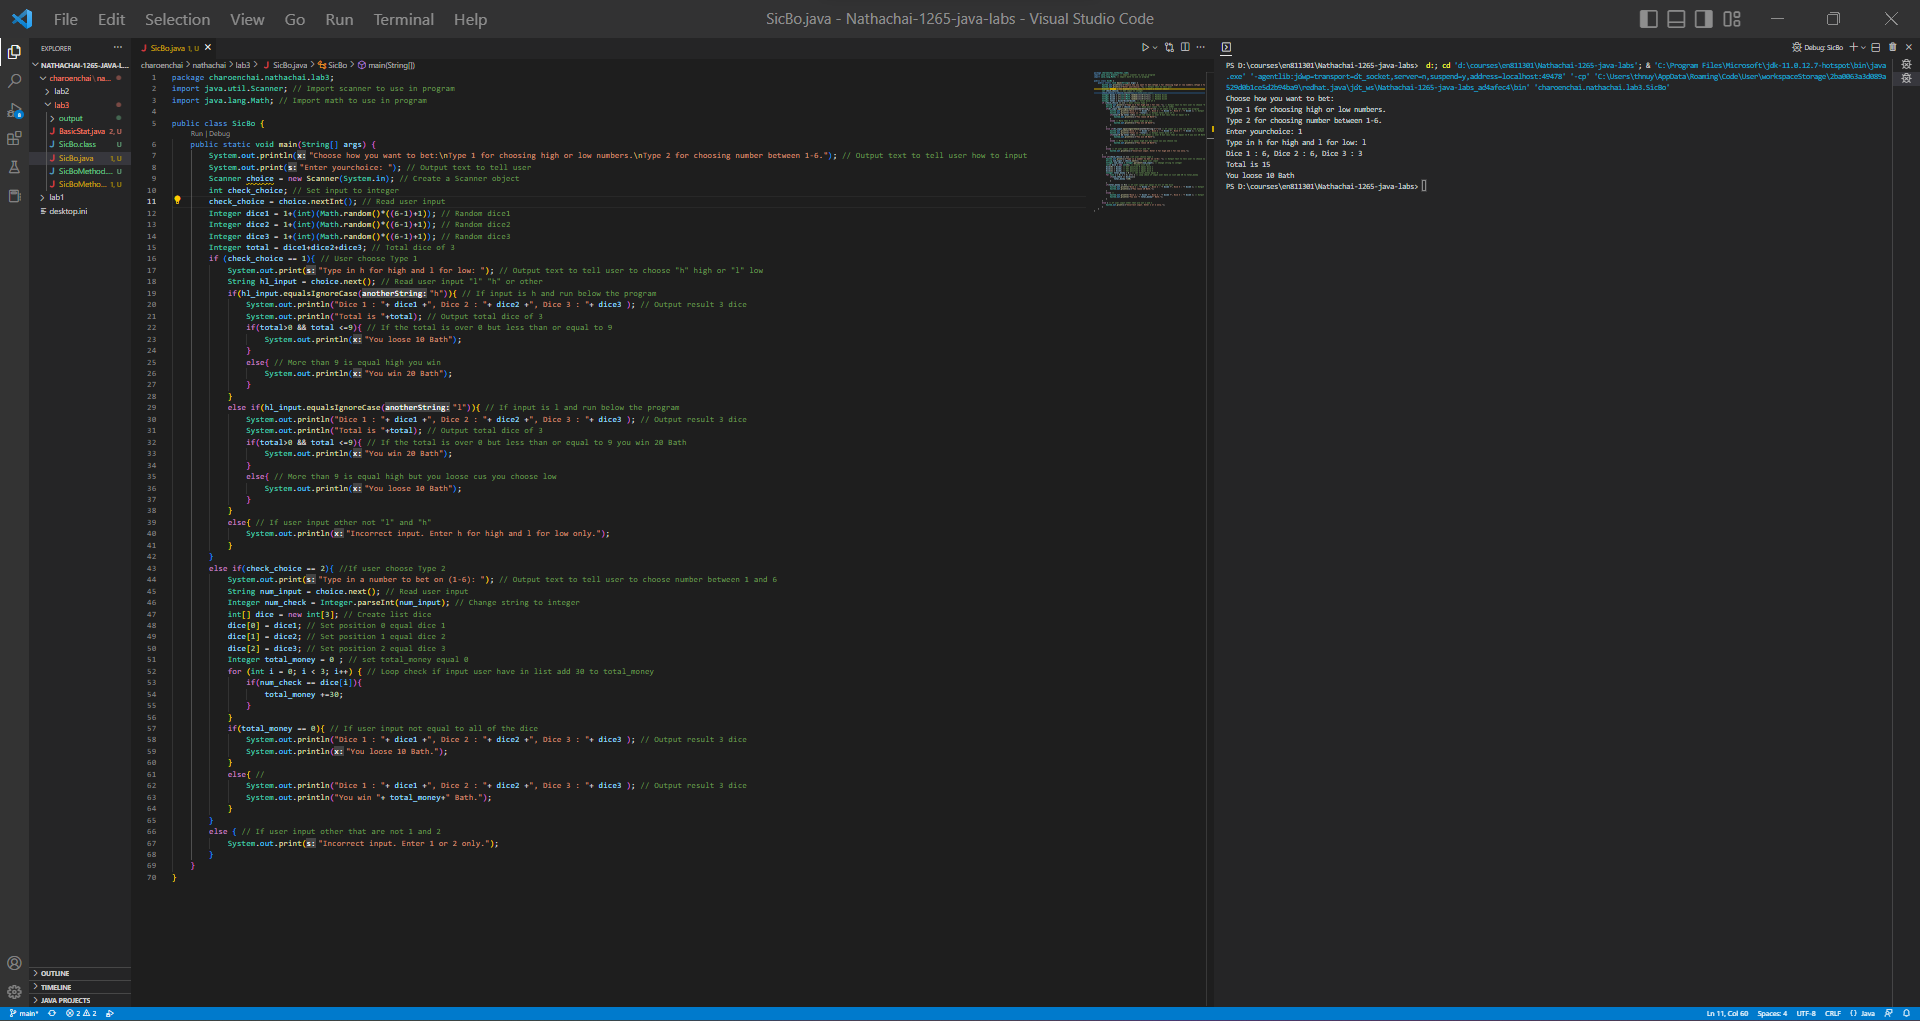 File Edit Selection View Go Run Terminal Help
SicBo.java - Nathachai-1265-java-labs - Visual Studio Code
EXPLORER ···
NATHACHAI-1265-JAVA-L...
charoenchai \ na...
lab2
lab3
output
BasicStat.java 2, U
SicBo.class U
SicBo.java 1, U
SicBoMethod.... U
SicBoMetho... 1, U
lab1
desktop.ini
OUTLINE
TIMELINE
JAVA PROJECTS
SicBo.java 1, U
charoenchai > nathachai > lab3 > SicBo.java > SicBo > main(String[])
1 package charoenchai.nathachai.lab3;
2 import java.util.Scanner; // Import scanner to use in program
3 import java.lang.Math; // Import math to use in program
4
5 public class SicBo {
Run | Debug
6 public static void main(String[] args) {
7 System.out.println(x: "Choose how you want to bet:\nType 1 for choosing high or low numbers.\nType 2 for choosing number between 1-6."); // Output text to tell user how to input
8 System.out.print(s: "Enter yourchoice: "); // Output text to tell user
9 Scanner choice = new Scanner(System.in); // Create a Scanner object
10 int check_choice; // Set input to integer
11 check_choice = choice.nextInt(); // Read user input
12 Integer dice1 = 1+(int)(Math.random()*((6-1)+1)); // Random dice1
13 Integer dice2 = 1+(int)(Math.random()*((6-1)+1)); // Random dice2
14 Integer dice3 = 1+(int)(Math.random()*((6-1)+1)); // Random dice3
15 Integer total = dice1+dice2+dice3; // Total dice of 3
16 if (check_choice == 1){ // User choose Type 1
17 System.out.print(s: "Type in h for high and l for low: "); // Output text to tell user to choose "h" high or "l" low
18 String hl_input = choice.next(); // Read user input "l" "h" or other
19 if(hl_input.equalsIgnoreCase(anotherString: "h")){ // If input is h and run below the program
20 System.out.println("Dice 1 : "+ dice1 +", Dice 2 : "+ dice2 +", Dice 3 : "+ dice3 ); // Output result 3 dice
21 System.out.println("Total is "+total); // Output total dice of 3
22 if(total>0 && total <=9){ // If the total is over 0 but less than or equal to 9
23 System.out.println(x: "You loose 10 Bath");
24 }
25 else{ // More than 9 is equal high you win
26 System.out.println(x: "You win 20 Bath");
27 }
28 }
29 else if(hl_input.equalsIgnoreCase(anotherString: "l")){ // If input is l and run below the program
30 System.out.println("Dice 1 : "+ dice1 +", Dice 2 : "+ dice2 +", Dice 3 : "+ dice3 ); // Output result 3 dice
31 System.out.println("Total is "+total); // Output total dice of 3
32 if(total>0 && total <=9){ // If the total is over 0 but less than or equal to 9 you win 20 Bath
33 System.out.println(x: "You win 20 Bath");
34 }
35 else{ // More than 9 is equal high but you loose cus you choose low
36 System.out.println(x: "You loose 10 Bath");
37 }
38 }
39 else{ // If user input other not "l" and "h"
40 System.out.println(x: "Incorrect input. Enter h for high and l for low only.");
41 }
42 }
43 else if(check_choice == 2){ //If user choose Type 2
44 System.out.print(s: "Type in a number to bet on (1-6): "); // Output text to tell user to choose number between 1 and 6
45 String num_input = choice.next(); // Read user input
46 Integer num_check = Integer.parseInt(num_input); // Change string to integer
47 int[] dice = new int[3]; // Create list dice
48 dice[0] = dice1; // Set position 0 equal dice 1
49 dice[1] = dice2; // Set position 1 equal dice 2
50 dice[2] = dice3; // Set position 2 equal dice 3
51 Integer total_money = 0 ; // set total_money equal 0
52 for (int i = 0; i < 3; i++) { // Loop check if input user have in list add 30 to total_money
53 if(num_check == dice[i]){
54 total_money +=30;
55 }
56 }
57 if(total_money == 0){ // If user input not equal to all of the dice
58 System.out.println("Dice 1 : "+ dice1 +", Dice 2 : "+ dice2 +", Dice 3 : "+ dice3 ); // Output result 3 dice
59 System.out.println(x: "You loose 10 Bath.");
60 }
61 else{ //
62 System.out.println("Dice 1 : "+ dice1 +", Dice 2 : "+ dice2 +", Dice 3 : "+ dice3 ); // Output result 3 dice
63 System.out.println("You win "+ total_money+" Bath.");
64 }
65 }
66 else { // If user input other that are not 1 and 2
67 System.out.print(s: "Incorrect input. Enter 1 or 2 only.");
68 }
69 }
70 }
Debug: SicBo
PS D:\courses\en811301\Nathachai-1265-java-labs> d:; cd 'd:\courses\en811301\Nathachai-1265-java-labs'; & 'C:\Program Files\Microsoft\jdk-11.0.12.7-hotspot\bin\java
.exe' '-agentlib:jdwp=transport=dt_socket,server=n,suspend=y,address=localhost:49478' '-cp' 'C:\Users\thnuy\AppData\Roaming\Code\User\workspaceStorage\2ba0063a3d089a
529d0b1ce5d2b94ba9\redhat.java\jdt_ws\Nathachai-1265-java-labs_ad4afec4\bin' 'charoenchai.nathachai.lab3.SicBo'
Choose how you want to bet:
Type 1 for choosing high or low numbers.
Type 2 for choosing number between 1-6.
Enter yourchoice: 1
Type in h for high and l for low: l
Dice 1 : 6, Dice 2 : 6, Dice 3 : 3
Total is 15
You loose 10 Bath
PS D:\courses\en811301\Nathachai-1265-java-labs>
main* 2 2
Ln 11, Col 60 Spaces: 4 UTF-8 CRLF {} Java